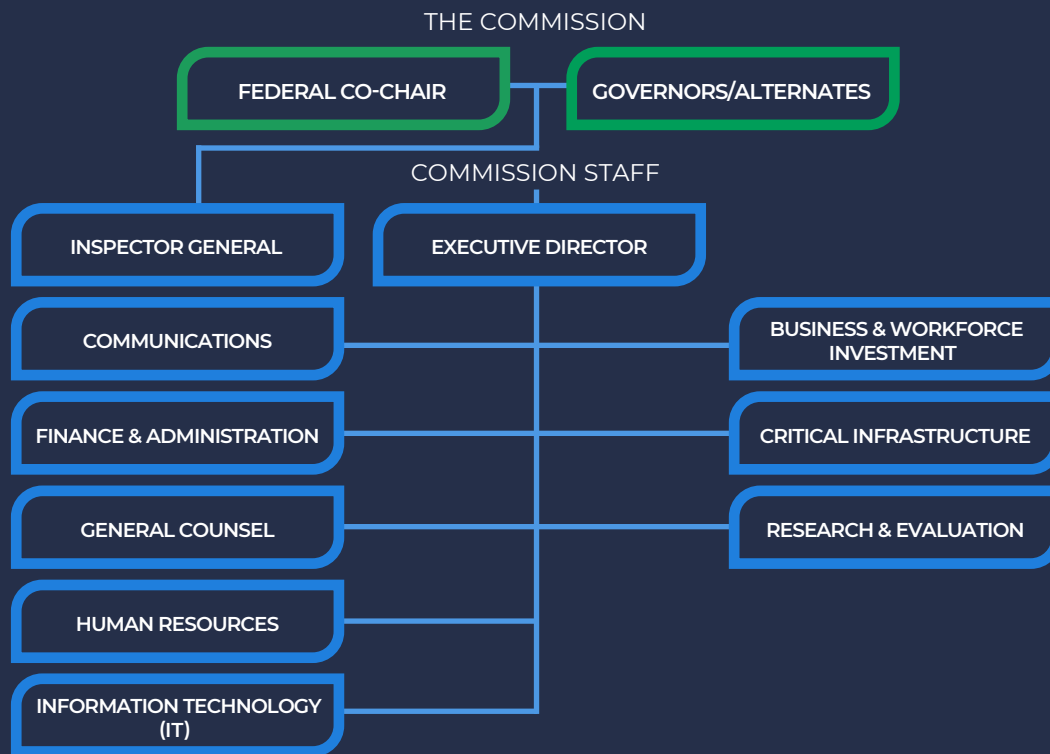 THE COMMISSION
FEDERAL CO-CHAIR
GOVERNORS/ALTERNATES
COMMISSION STAFF
INSPECTOR GENERAL
EXECUTIVE DIRECTOR
COMMUNICATIONS
BUSINESS & WORKFORCE
INVESTMENT
FINANCE & ADMINISTRATION
CRITICAL INFRASTRUCTURE
GENERAL COUNSEL
RESEARCH & EVALUATION
HUMAN RESOURCES
INFORMATION TECHNOLOGY
(IT)